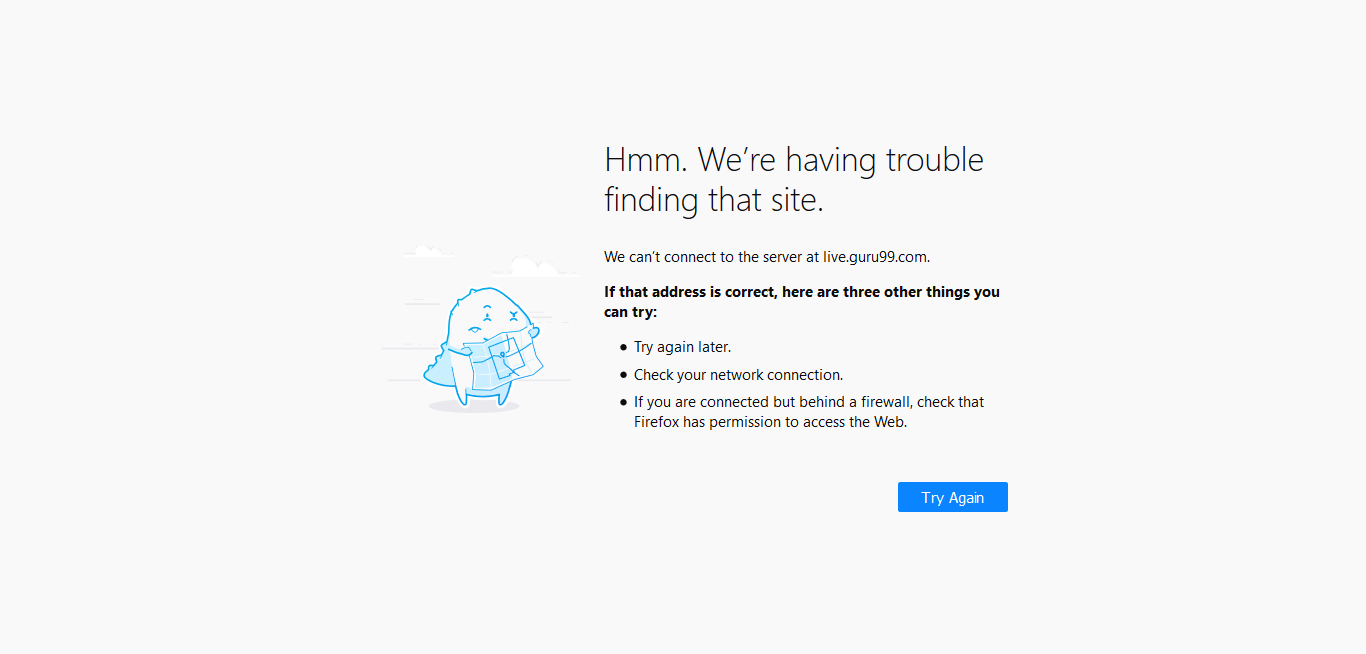 Hmm. We’re having trouble
finding that site.
We can’t connect to the server at live.guru99.com.
If that address is correct, here are three other things you
can try:
Try again later.
Check your network connection.
If you are connected but behind a firewall, check that
Firefox has permission to access the Web.
Try Again